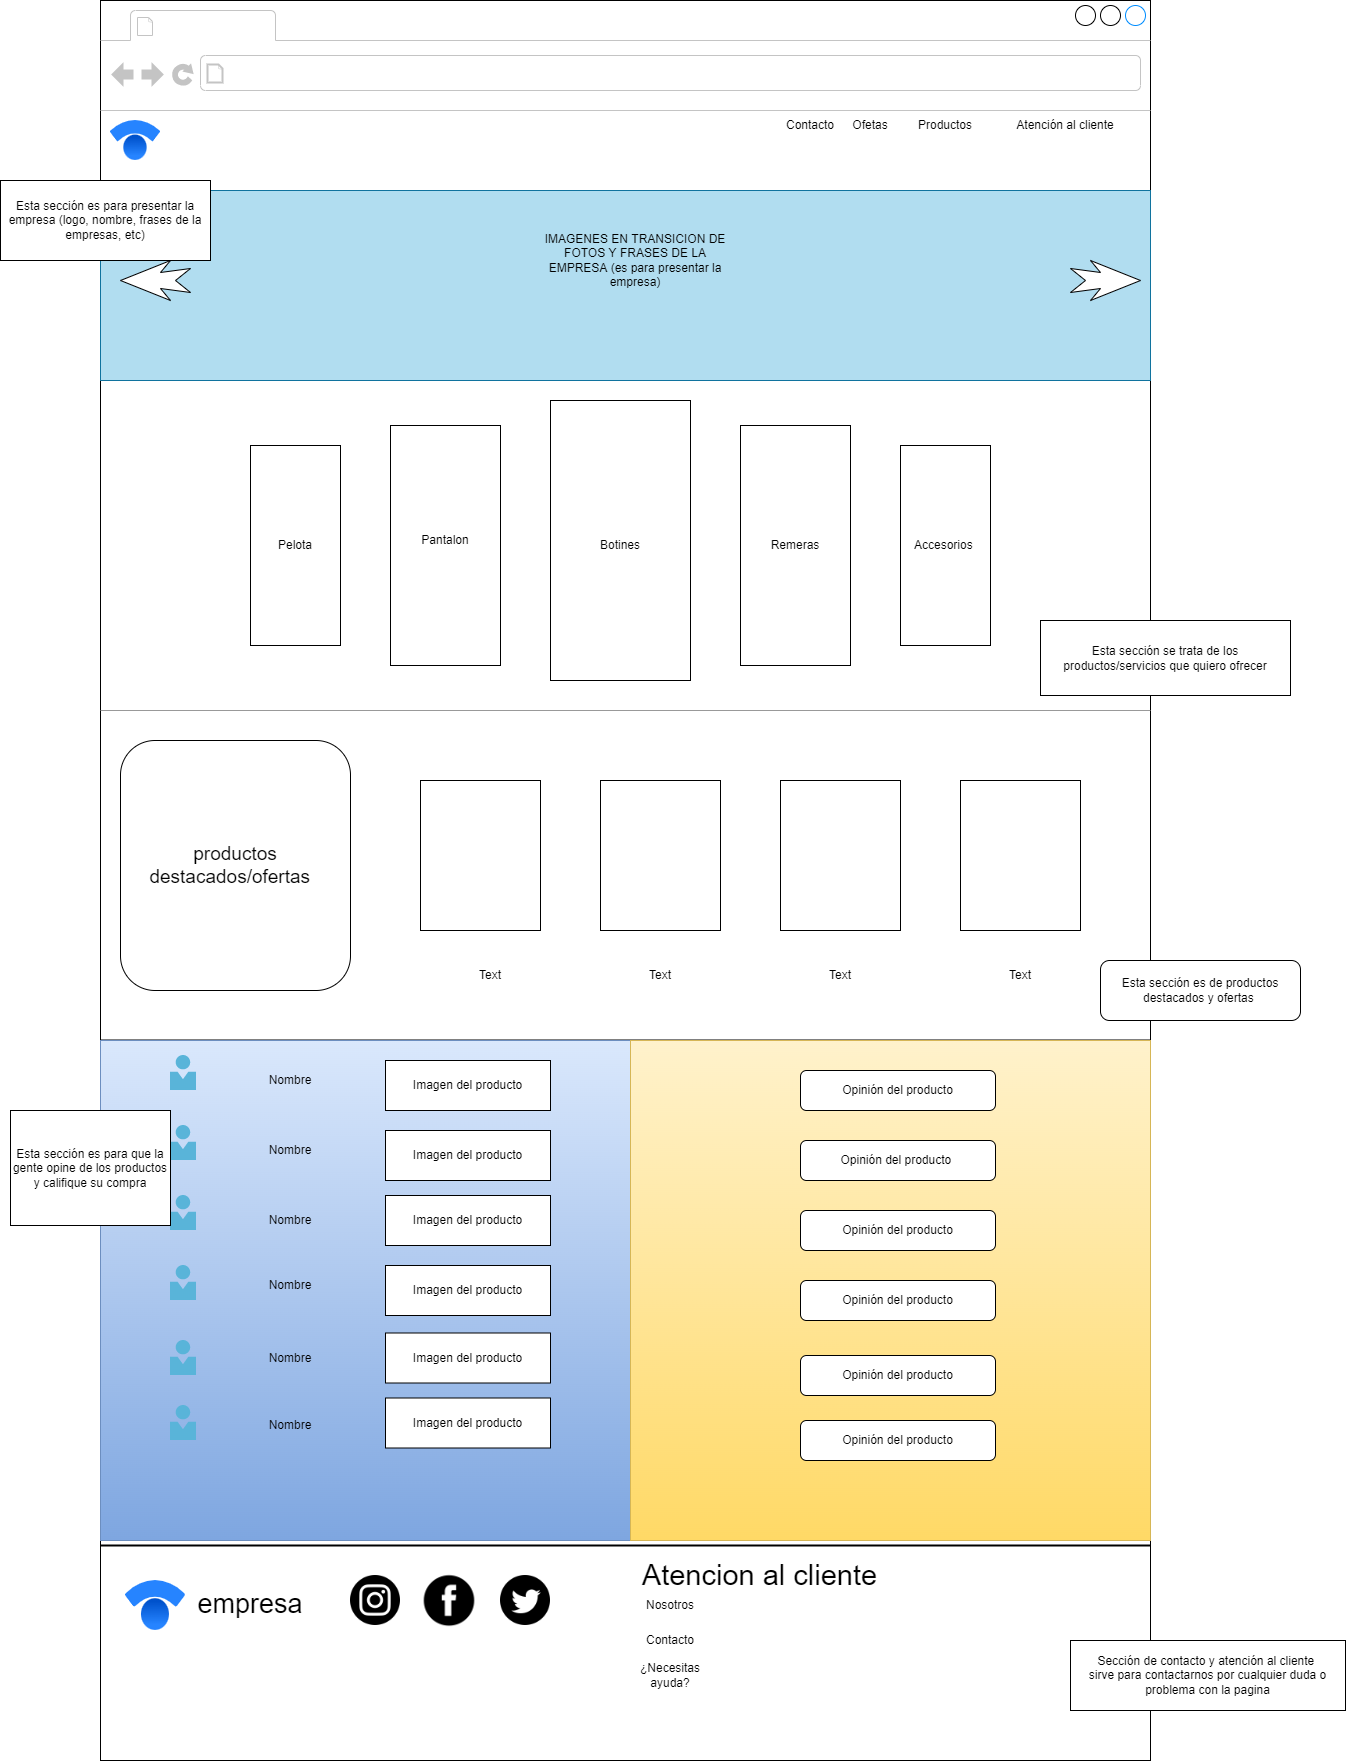 Contacto
Ofetas
Productos
Atención al cliente
Esta sección es para presentar la
empresa (logo, nombre, frases de la
empresas, etc)
IMAGENES EN TRANSICION DE
FOTOS Y FRASES DE LA
EMPRESA (es para presentar la
empresa)
Pelota
Pantalon
Botines
Remeras
Accesorios
Esta sección se trata de los
productos/servicios que quiero ofrecer
productos
destacados/ofertas
Text
Text
Text
Text
Esta sección es de productos
destacados y ofertas
Nombre
Imagen del producto
Opinión del producto
Esta sección es para que la
gente opine de los productos
y califique su compra
Nombre
Imagen del producto
Opinión del producto
Nombre
Imagen del producto
Opinión del producto
Nombre
Imagen del producto
Opinión del producto
Nombre
Imagen del producto
Opinión del producto
Nombre
Imagen del producto
Opinión del producto
empresa
Atencion al cliente
Nosotros
Contacto
¿Necesitas
ayuda?
Sección de contacto y atención al cliente
sirve para contactarnos por cualquier duda o
problema con la pagina